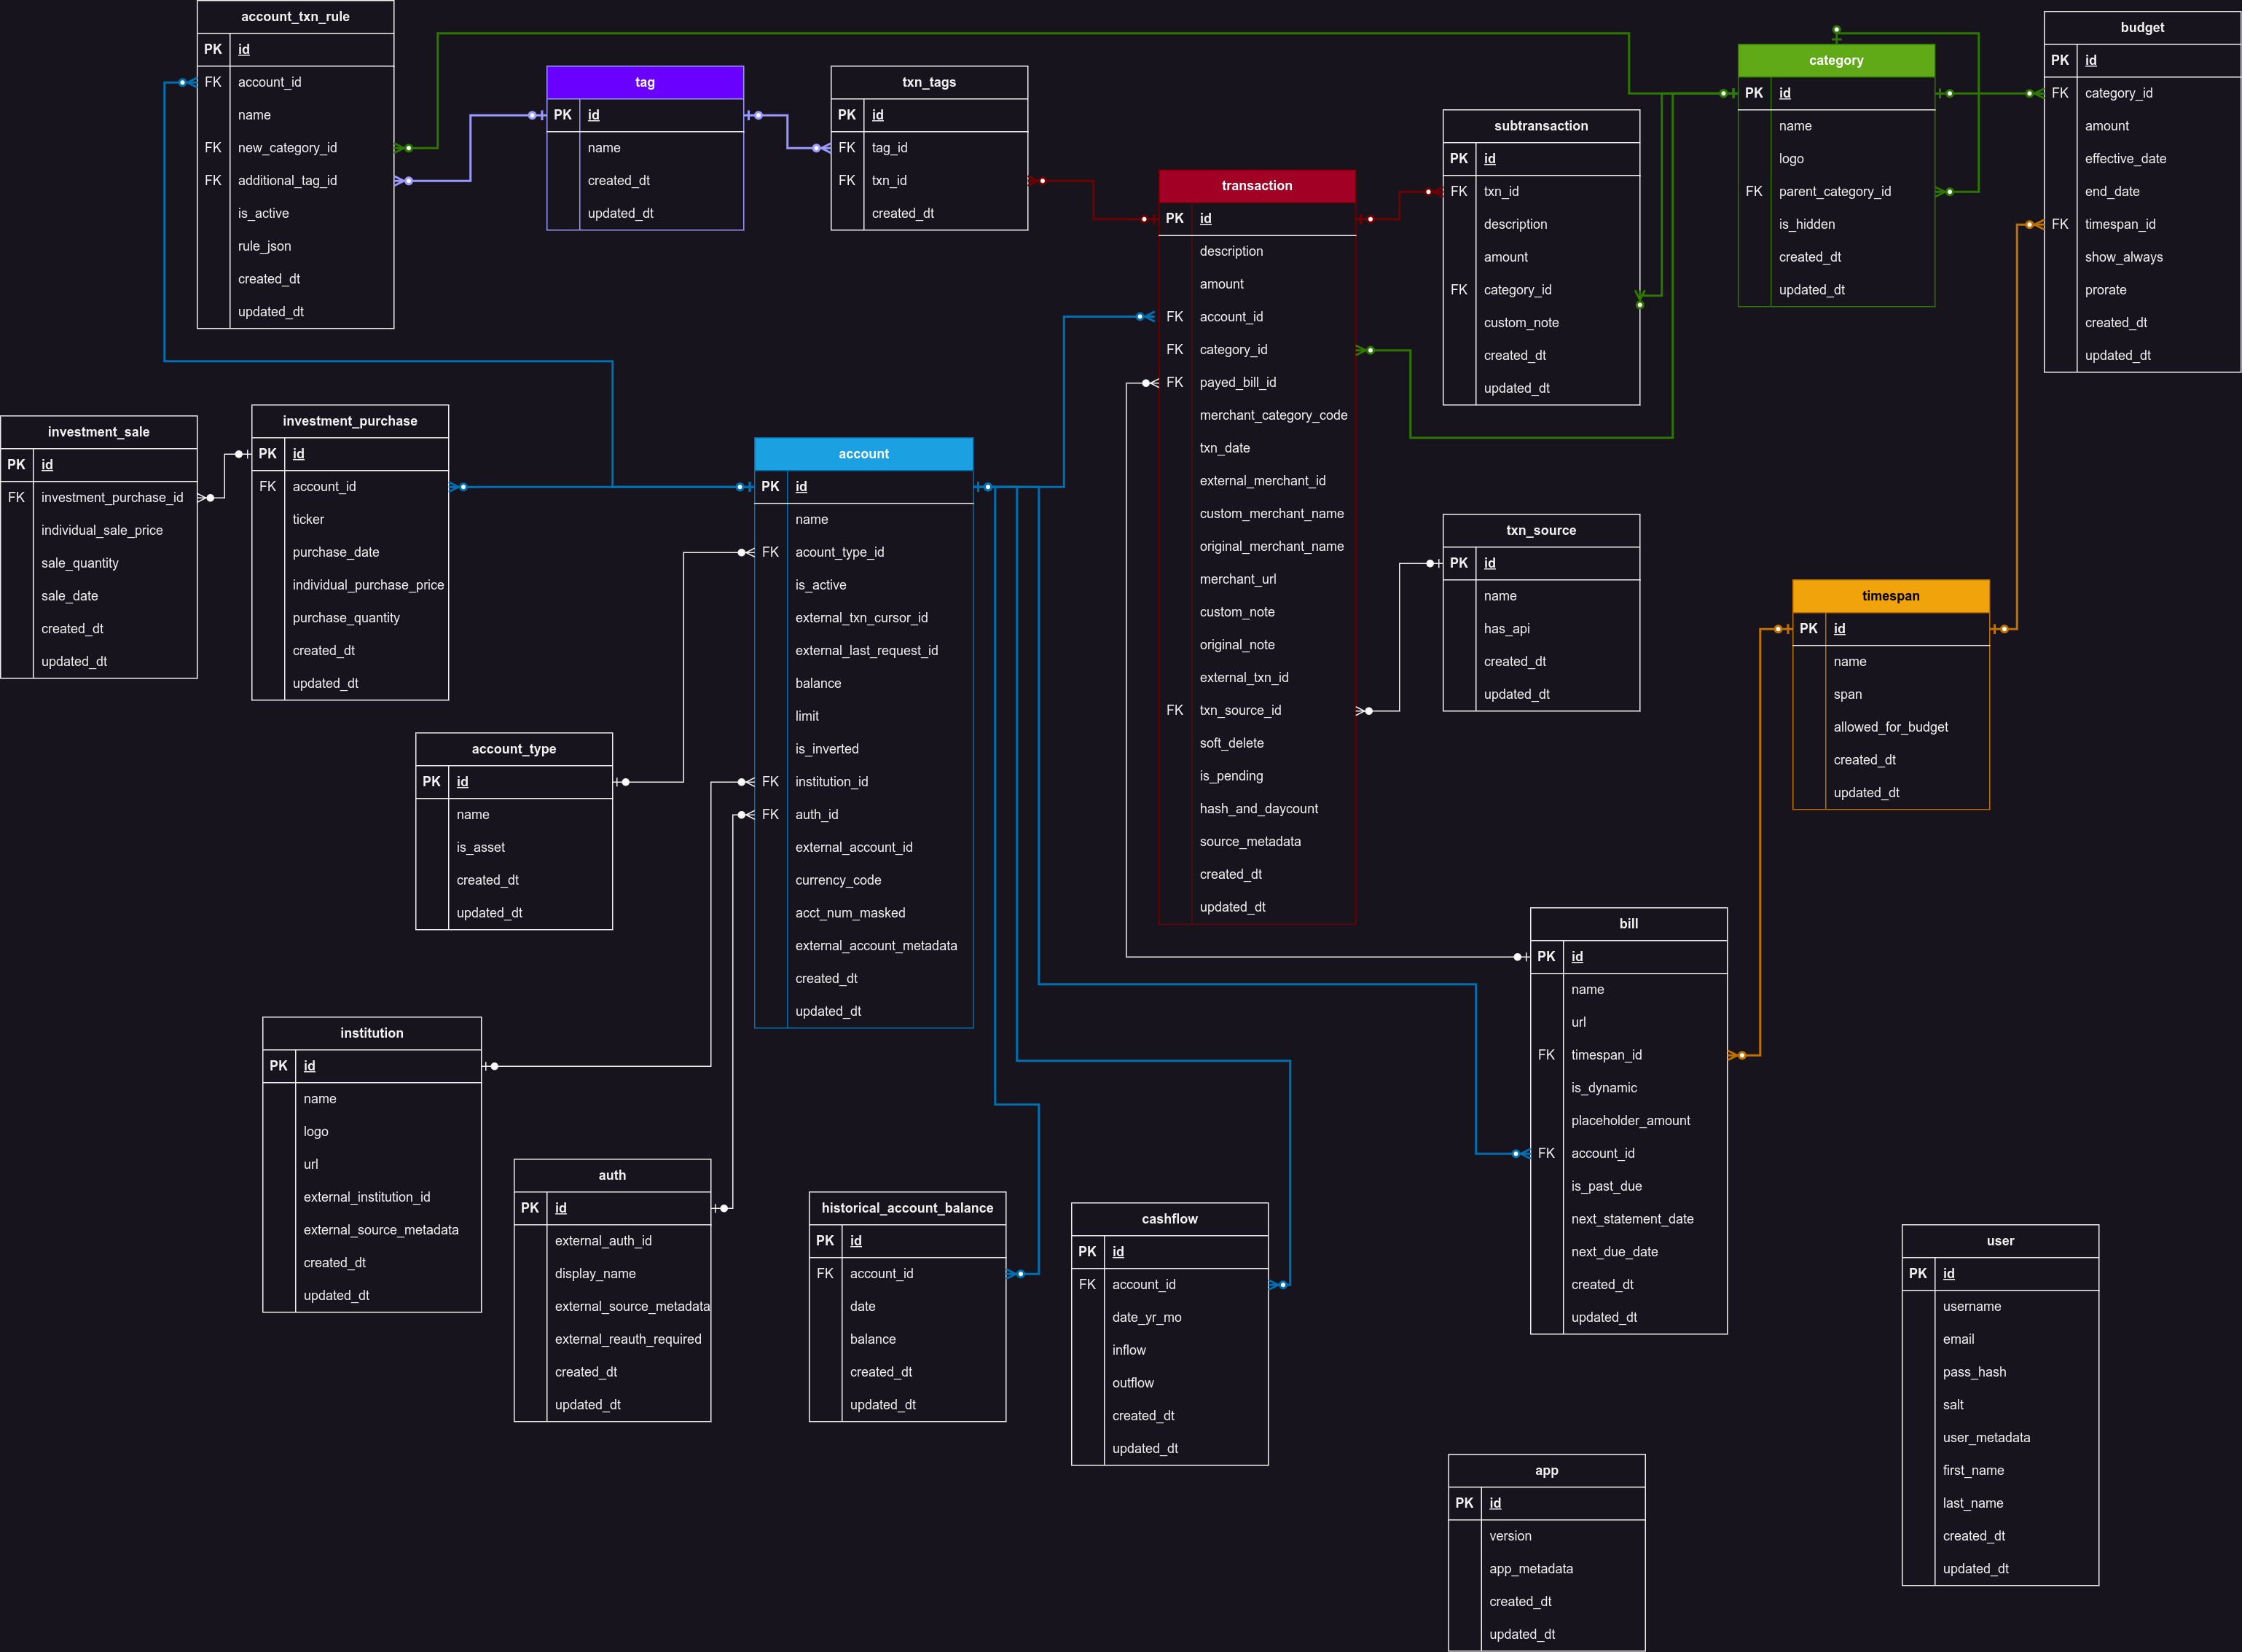 account_txn_rule
PK id
FK account_id
name
FK new_category_id
FK additional_tag_id
is_active
rule_json
created_dt
updated_dt
tag
PK id
name
created_dt
updated_dt
txn_tags
PK id
FK tag_id
FK txn_id
created_dt
transaction
PK id
description
amount
FK account_id
FK category_id
FK payed_bill_id
merchant_category_code
txn_date
external_merchant_id
custom_merchant_name
original_merchant_name
merchant_url
custom_note
original_note
external_txn_id
FK txn_source_id
soft_delete
is_pending
hash_and_daycount
source_metadata
created_dt
updated_dt
subtransaction
PK id
FK txn_id
description
amount
FK category_id
custom_note
created_dt
updated_dt
category
PK id
name
logo
FK parent_category_id
is_hidden
created_dt
updated_dt
budget
PK id
FK category_id
amount
effective_date
end_date
FK timespan_id
show_always
prorate
created_dt
updated_dt
investment_sale
PK id
FK investment_purchase_id
individual_sale_price
sale_quantity
sale_date
created_dt
updated_dt
investment_purchase
PK id
FK account_id
ticker
purchase_date
individual_purchase_price
purchase_quantity
created_dt
updated_dt
account
PK id
name
FK acount_type_id
is_active
external_txn_cursor_id
external_last_request_id
balance
limit
is_inverted
FK institution_id
FK auth_id
external_account_id
currency_code
acct_num_masked
external_account_metadata
created_dt
updated_dt
txn_source
PK id
name
has_api
created_dt
updated_dt
timespan
PK id
name
span
allowed_for_budget
created_dt
updated_dt
account_type
PK id
name
is_asset
created_dt
updated_dt
bill
PK id
name
url
FK timespan_id
is_dynamic
placeholder_amount
FK account_id
is_past_due
next_statement_date
next_due_date
created_dt
updated_dt
institution
PK id
name
logo
url
external_institution_id
external_source_metadata
created_dt
updated_dt
auth
PK id
external_auth_id
display_name
external_source_metadata
external_reauth_required
created_dt
updated_dt
historical_account_balance
PK id
FK account_id
date
balance
created_dt
updated_dt
cashflow
PK id
FK account_id
date_yr_mo
inflow
outflow
created_dt
updated_dt
user
PK id
username
email
pass_hash
salt
user_metadata
first_name
last_name
created_dt
updated_dt
app
PK id
version
app_metadata
created_dt
updated_dt